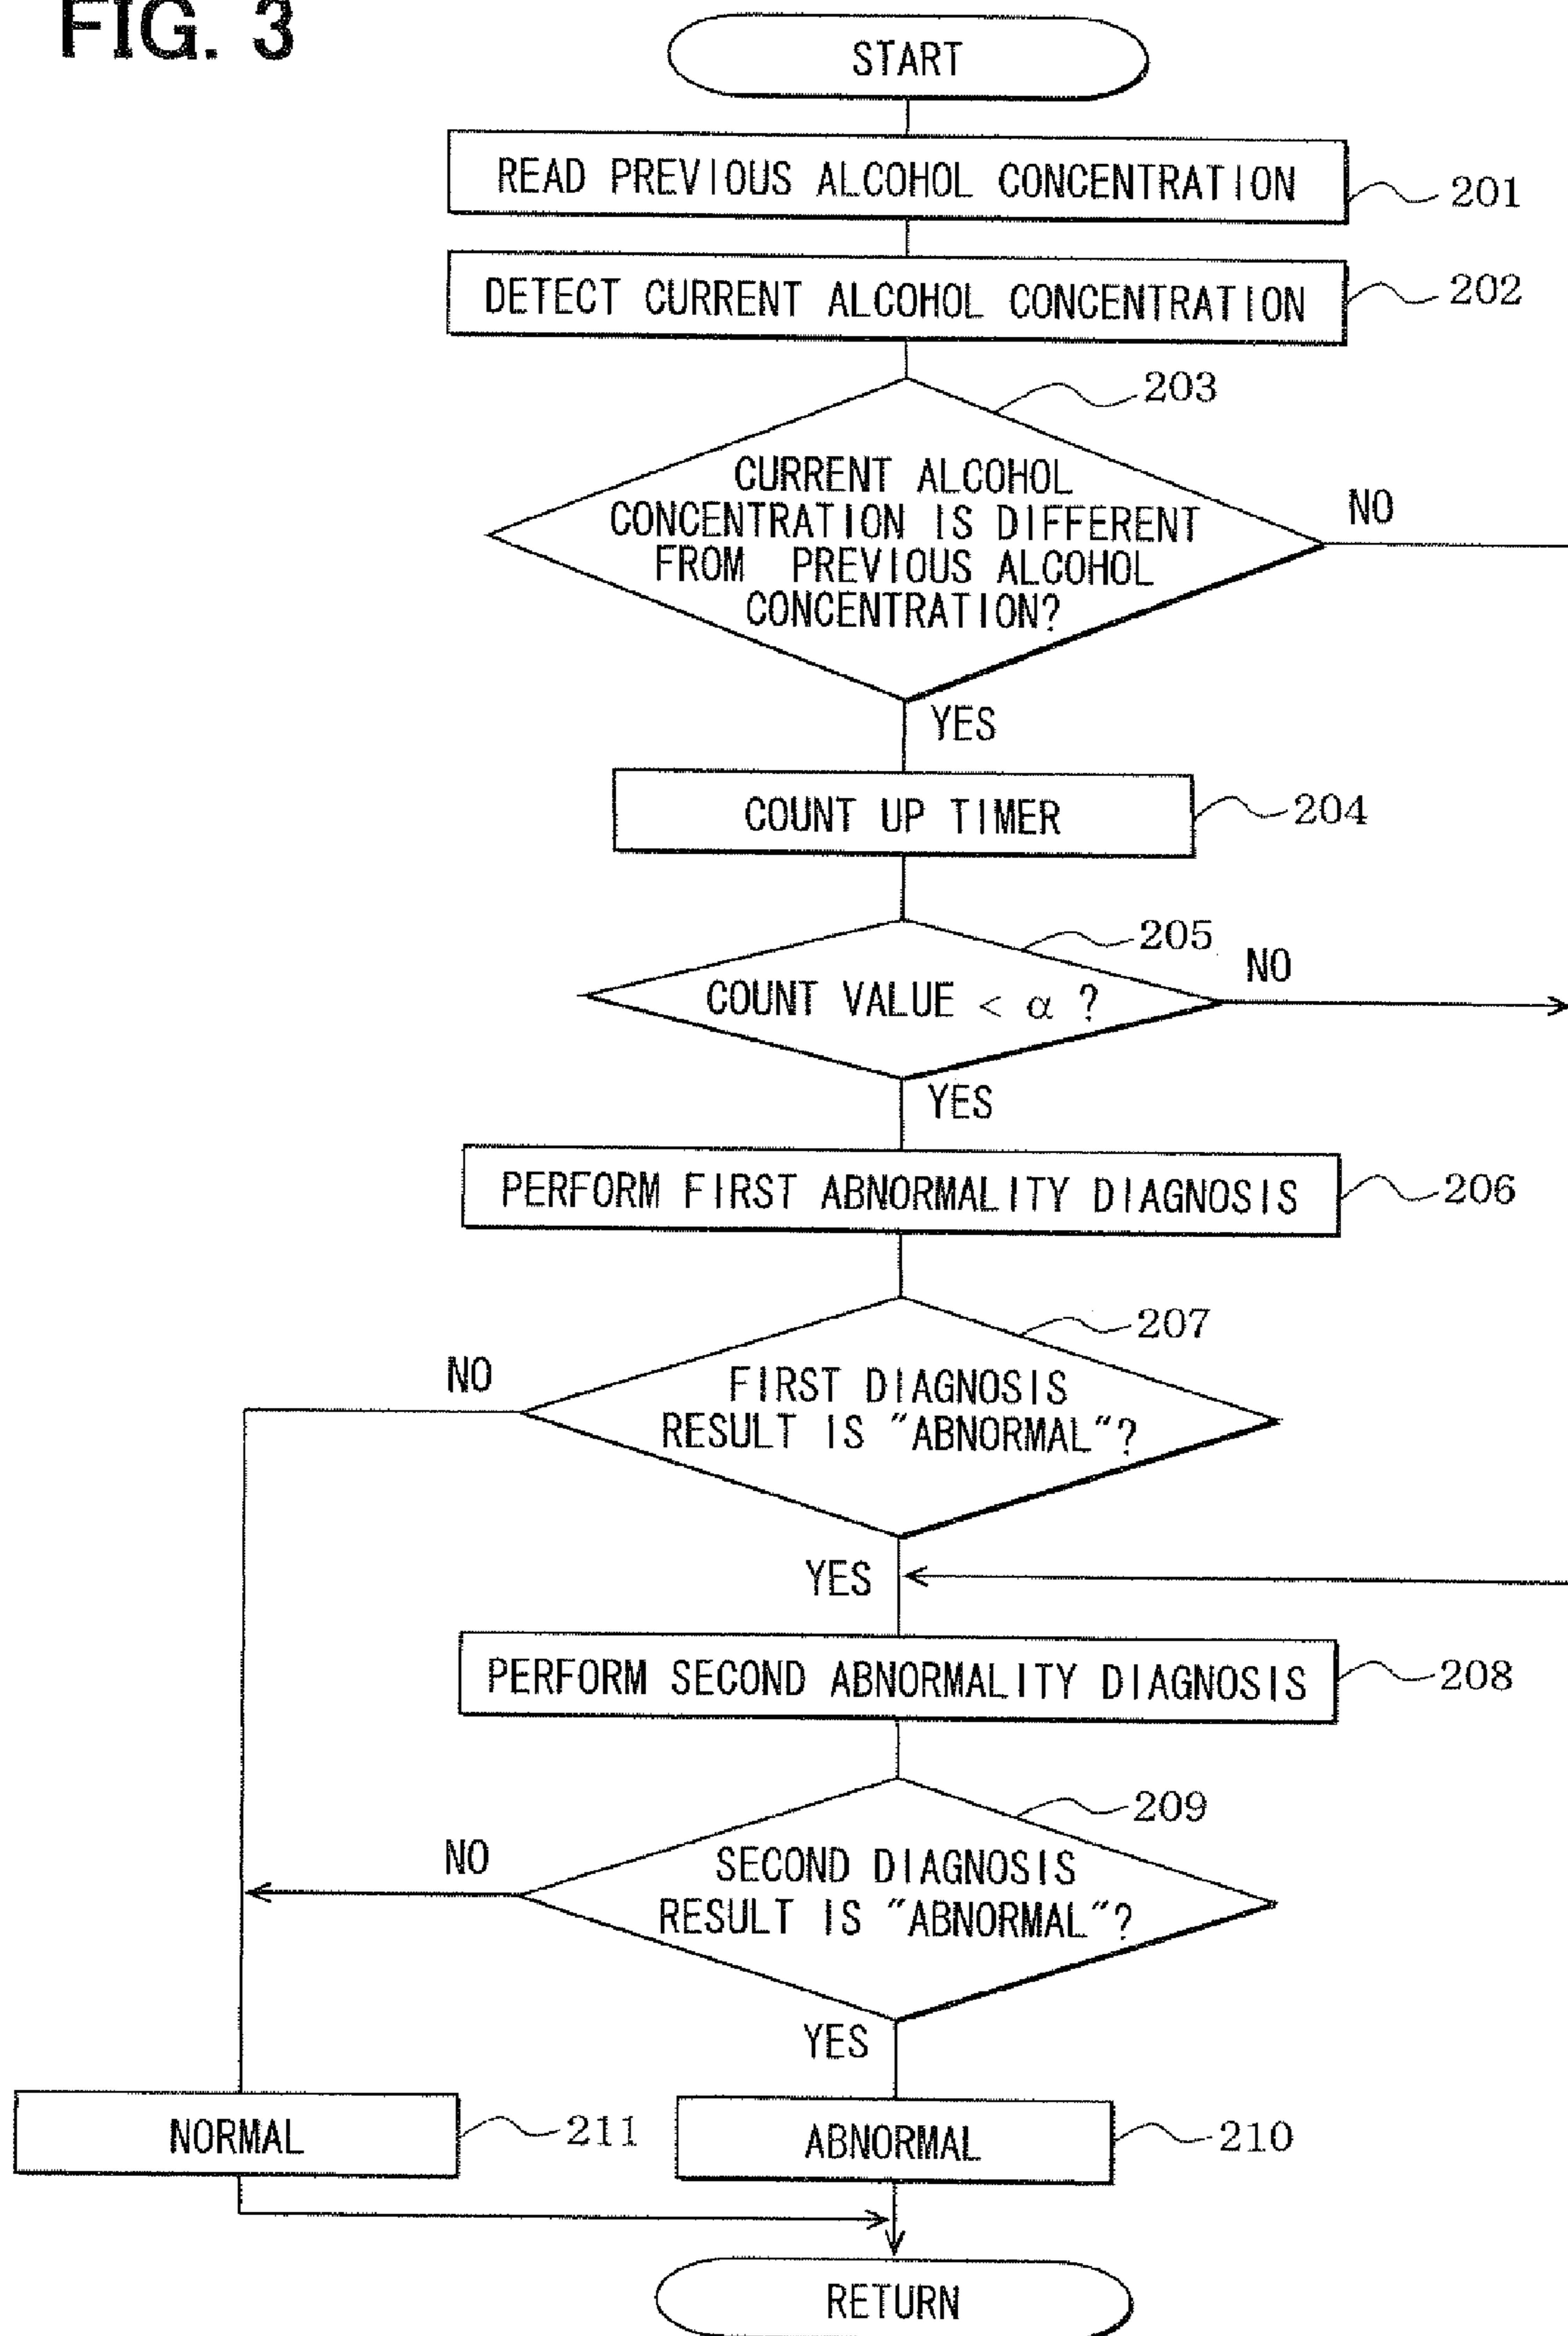 FIG. 3
START
READ PREVIOUS ALCOHOL CONCENTRATION
201
DETECT CURRENT ALCOHOL CONCENTRATION
202
203
CURRENT ALCOHOL
CONCENTRATION IS DIFFERENT
FROM PREVIOUS ALCOHOL
CONCENTRATION?
NO
YES
COUNT UP TIMER
204
205
COUNT VALUE < α ?
NO
YES
PERFORM FIRST ABNORMALITY DIAGNOSIS
206
207
FIRST DIAGNOSIS
RESULT IS "ABNORMAL"?
NO
YES
PERFORM SECOND ABNORMALITY DIAGNOSIS
208
209
SECOND DIAGNOSIS
RESULT IS "ABNORMAL"?
NO
YES
NORMAL
211
ABNORMAL
210
RETURN